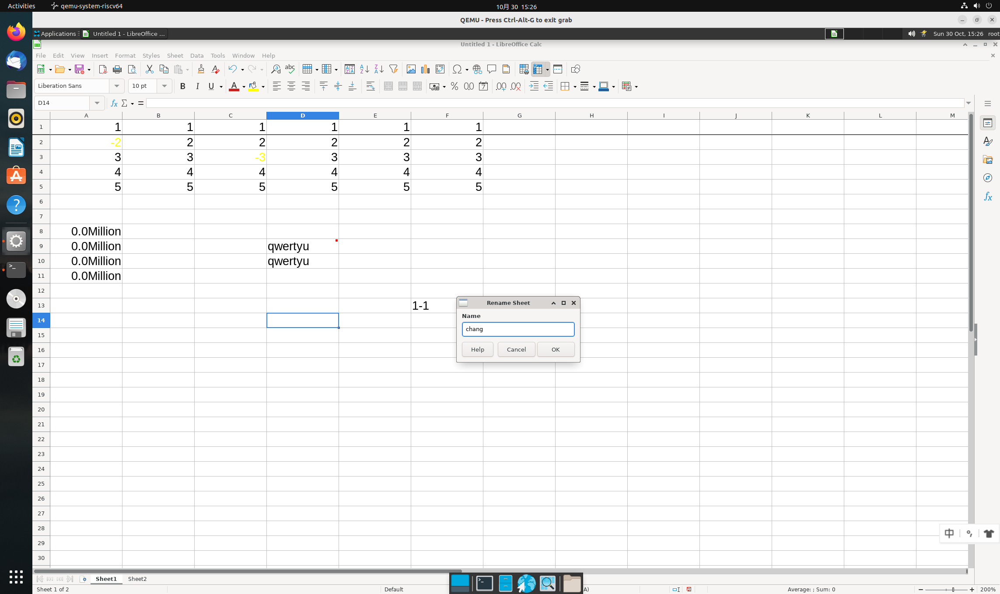 Activities qemu-system-riscv64 10月 30 15:26
QEMU - Press Ctrl-Alt-G to exit grab
Applications Untitled 1 - LibreOffice ... Sun 30 Oct, 15:26 root
Untitled 1 - LibreOffice Calc
File Edit View Insert Format Styles Sheet Data Tools Window Help
Liberation Sans 10 pt
D14
A B C D E F G H I J K L M
1 1 1 1 1 1 1
2 -2 2 2 2 2 2
3 3 3 -3 3 3 3
4 4 4 4 4 4 4
5 5 5 5 5 5 5
6
7
8 0.0Million
9 0.0Million qwertyu
10 0.0Million qwertyu
11 0.0Million
12
13 1-1
14
15
16
17
18
19
20
21
22
23
24
25
26
27
28
29
30
Rename Sheet
Name
chang
Help Cancel OK
中
Sheet1 Sheet2
Sheet 1 of 2 Default A) Average: ; Sum: 0 200%